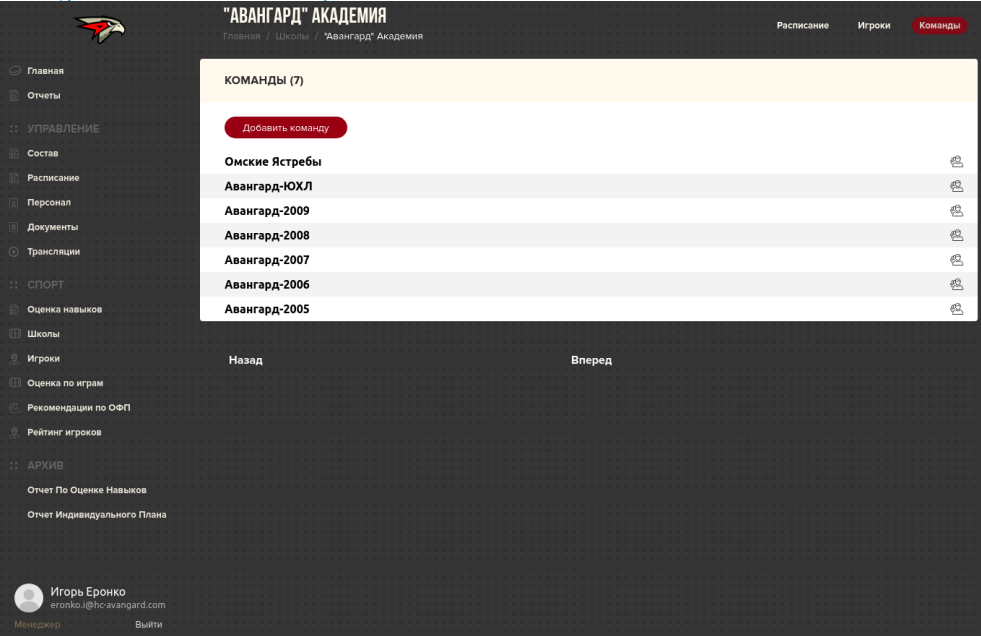 "АВАНГАРД" АКАДЕМИЯ
Главная / Школы / "Авангард" Академия
Расписание Игроки Команды
Главная
Отчеты
УПРАВЛЕНИЕ
Состав
Расписание
Персонал
Документы
Трансляции
СПОРТ
Оценка навыков
Школы
Игроки
Оценка по играм
Рекомендации по ОФП
Рейтинг игроков
АРХИВ
Отчет По Оценке Навыков
Отчет Индивидуального Плана
Игорь Еронко
eronko.i@hc-avangard.com
Менеджер Выйти
КОМАНДЫ (7)
Добавить команду
Омские Ястребы
Авангард-ЮХЛ
Авангард-2009
Авангард-2008
Авангард-2007
Авангард-2006
Авангард-2005
Назад Вперед